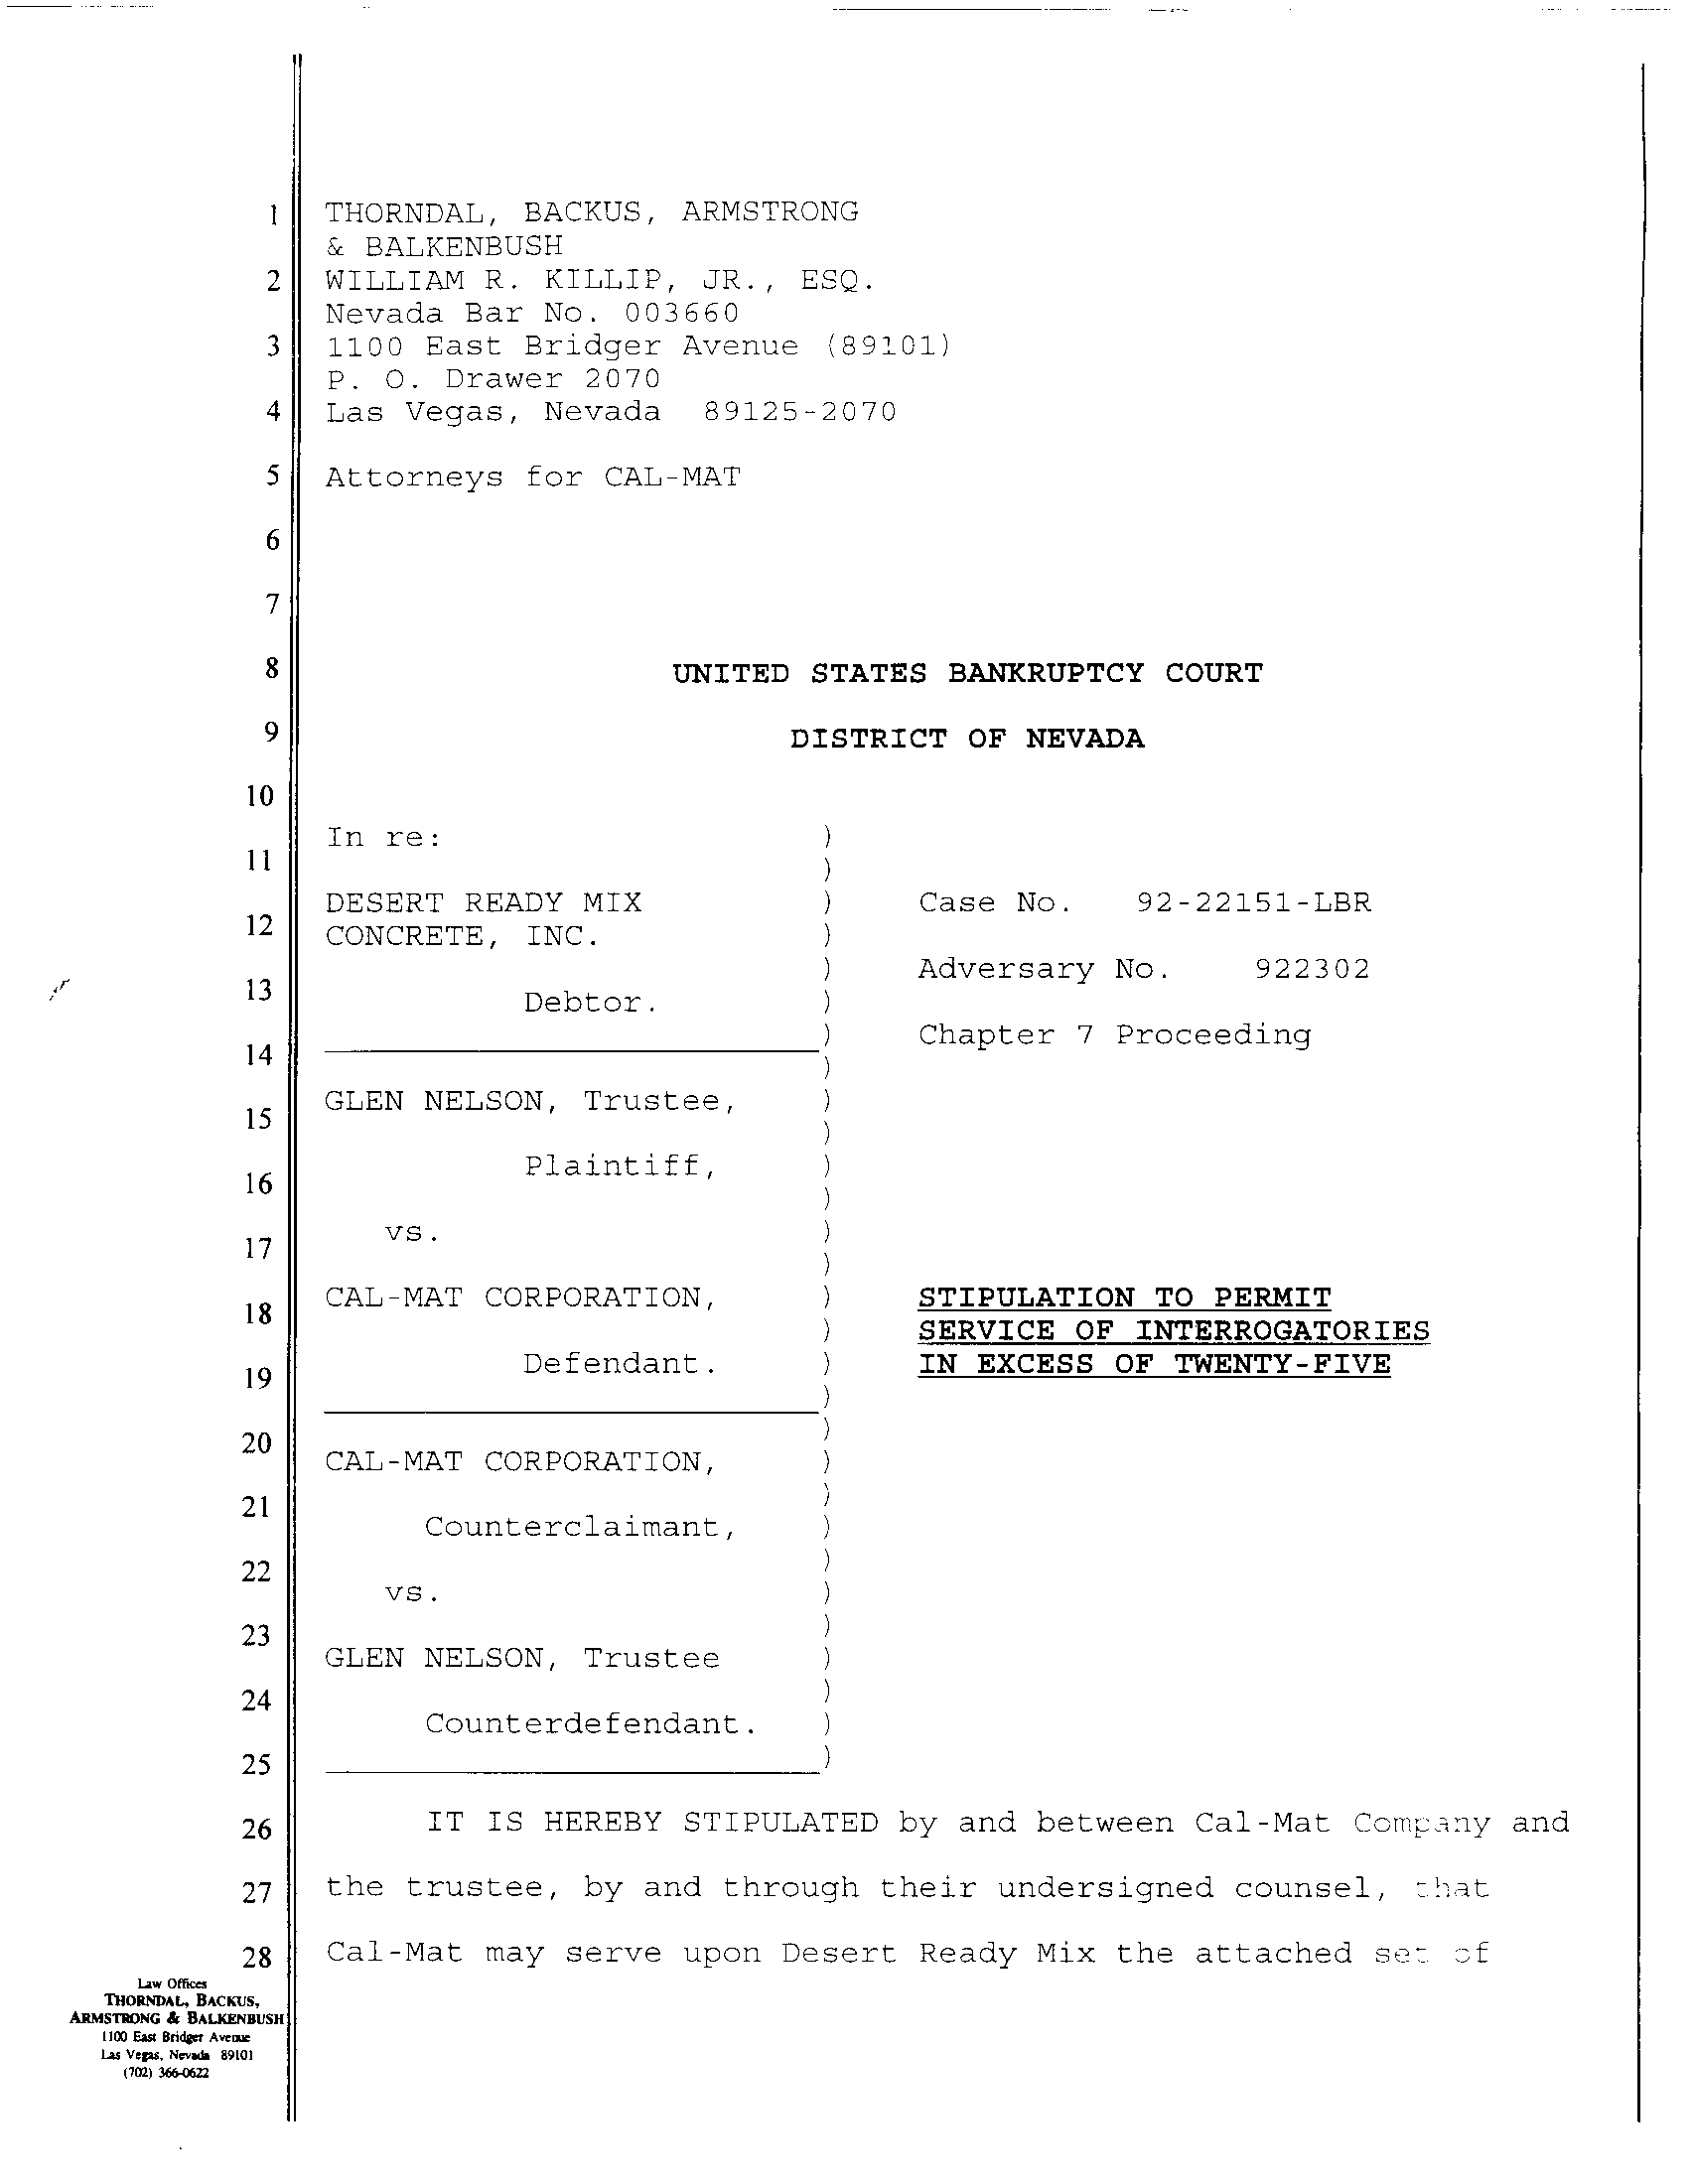 1 THORNDAL, BACKUS, ARMSTRONG
& BALKENBUSH
2 WILLIAM R. KILLIP, JR., ESQ.
Nevada Bar No. 003660
3 1100 East Bridger Avenue (89101)
P. O. Drawer 2070
4 Las Vegas, Nevada 89125-2070
5 Attorneys for CAL-MAT
6
7
8 UNITED STATES BANKRUPTCY COURT
9 DISTRICT OF NEVADA
10
In re: )
11 )
DESERT READY MIX ) Case No. 92-22151-LBR
12 CONCRETE, INC. )
) Adversary No. 922302
13 Debtor. )
) Chapter 7 Proceeding
14 )
GLEN NELSON, Trustee, )
15 )
Plaintiff, )
16 )
vs. )
17 )
CAL-MAT CORPORATION, ) STIPULATION TO PERMIT
18 ) SERVICE OF INTERROGATORIES
Defendant. ) IN EXCESS OF TWENTY-FIVE
19 )
20 )
CAL-MAT CORPORATION, )
21 )
Counterclaimant, )
22 )
vs. )
23 )
GLEN NELSON, Trustee )
24 )
Counterdefendant. )
25 )
26 IT IS HEREBY STIPULATED by and between Cal-Mat Company and
27 the trustee, by and through their undersigned counsel, that
28 Cal-Mat may serve upon Desert Ready Mix the attached set of
Law Offices
THORNDAL, BACKUS,
ARMSTRONG & BALKENBUSH
1100 East Bridger Avenue
Las Vegas, Nevada 89101
(702) 366-0622